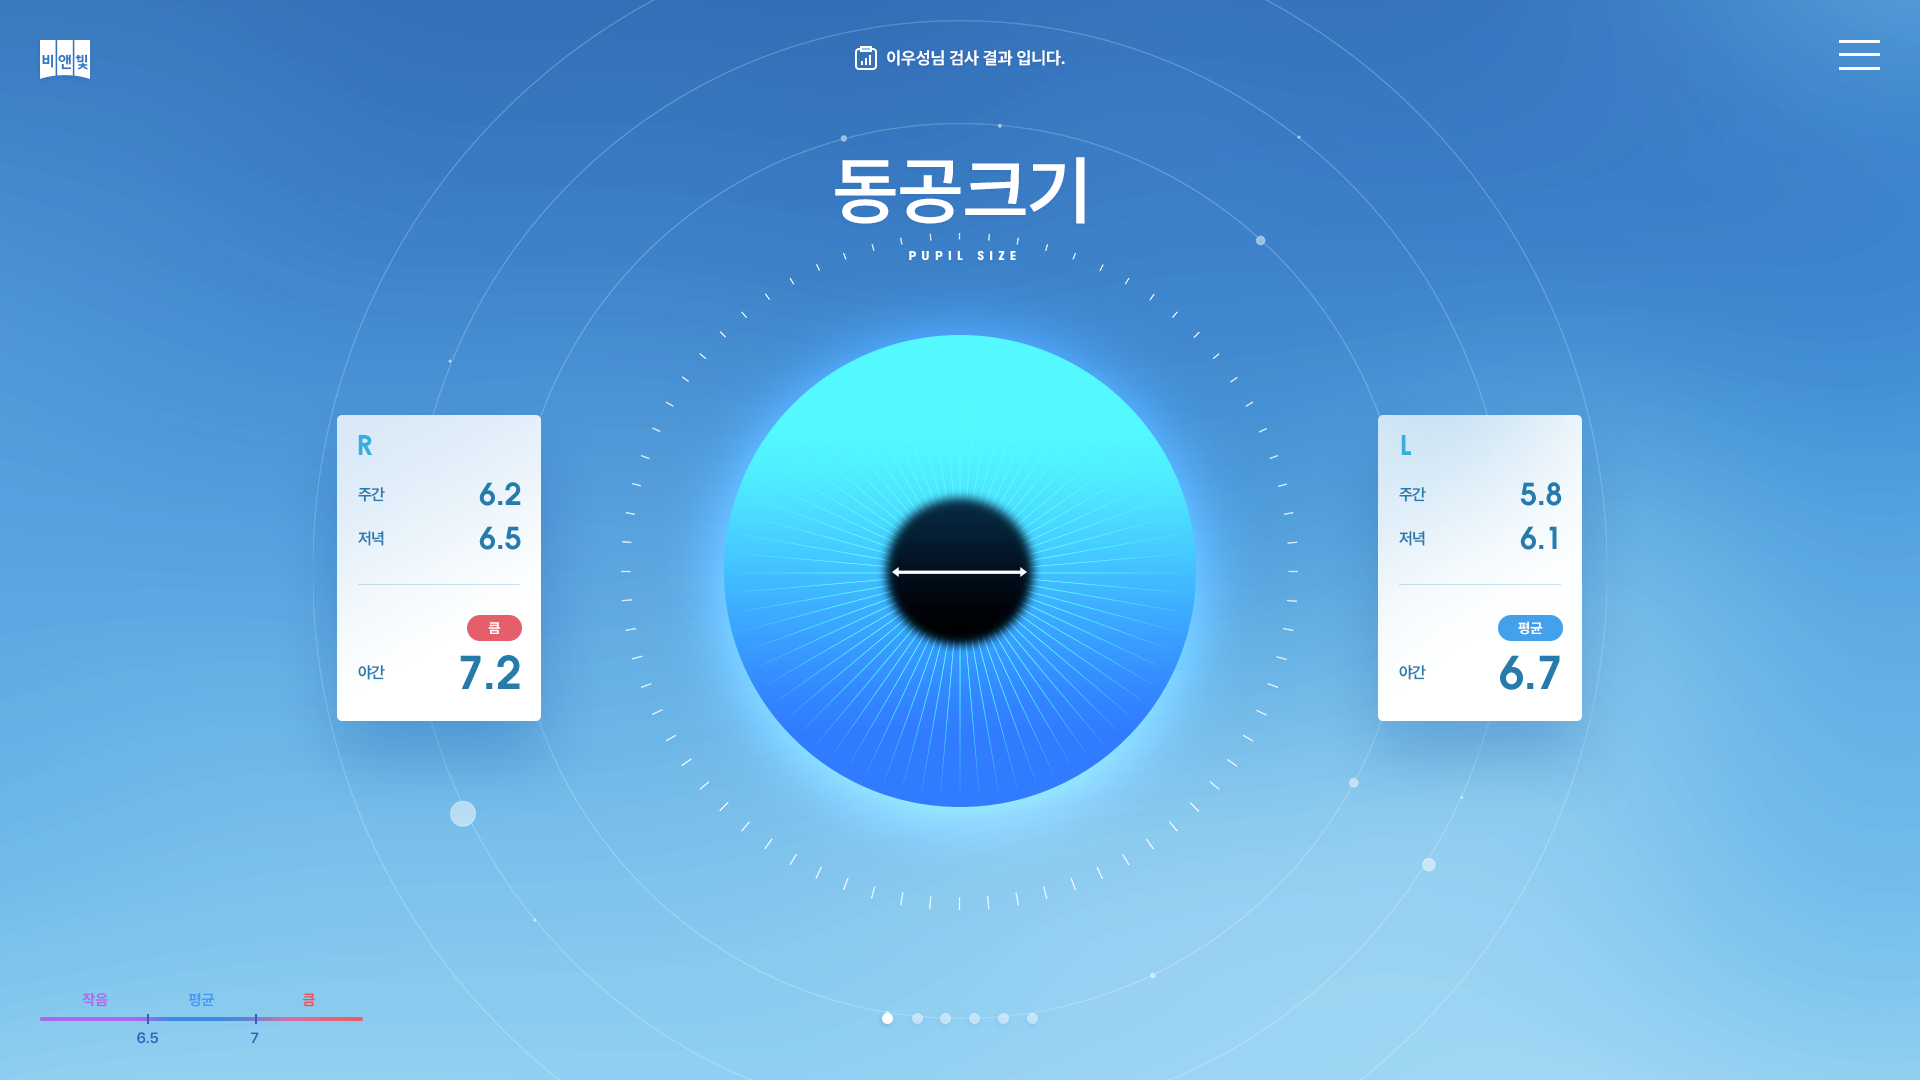 비앤빛
이우성님 검사 결과 입니다.
동공크기
PUPIL SIZE
R
주간 6.2
저녁 6.5
큼
야간 7.2
L
주간 5.8
저녁 6.1
평균
야간 6.7
작음 평균 큼
6.5 7